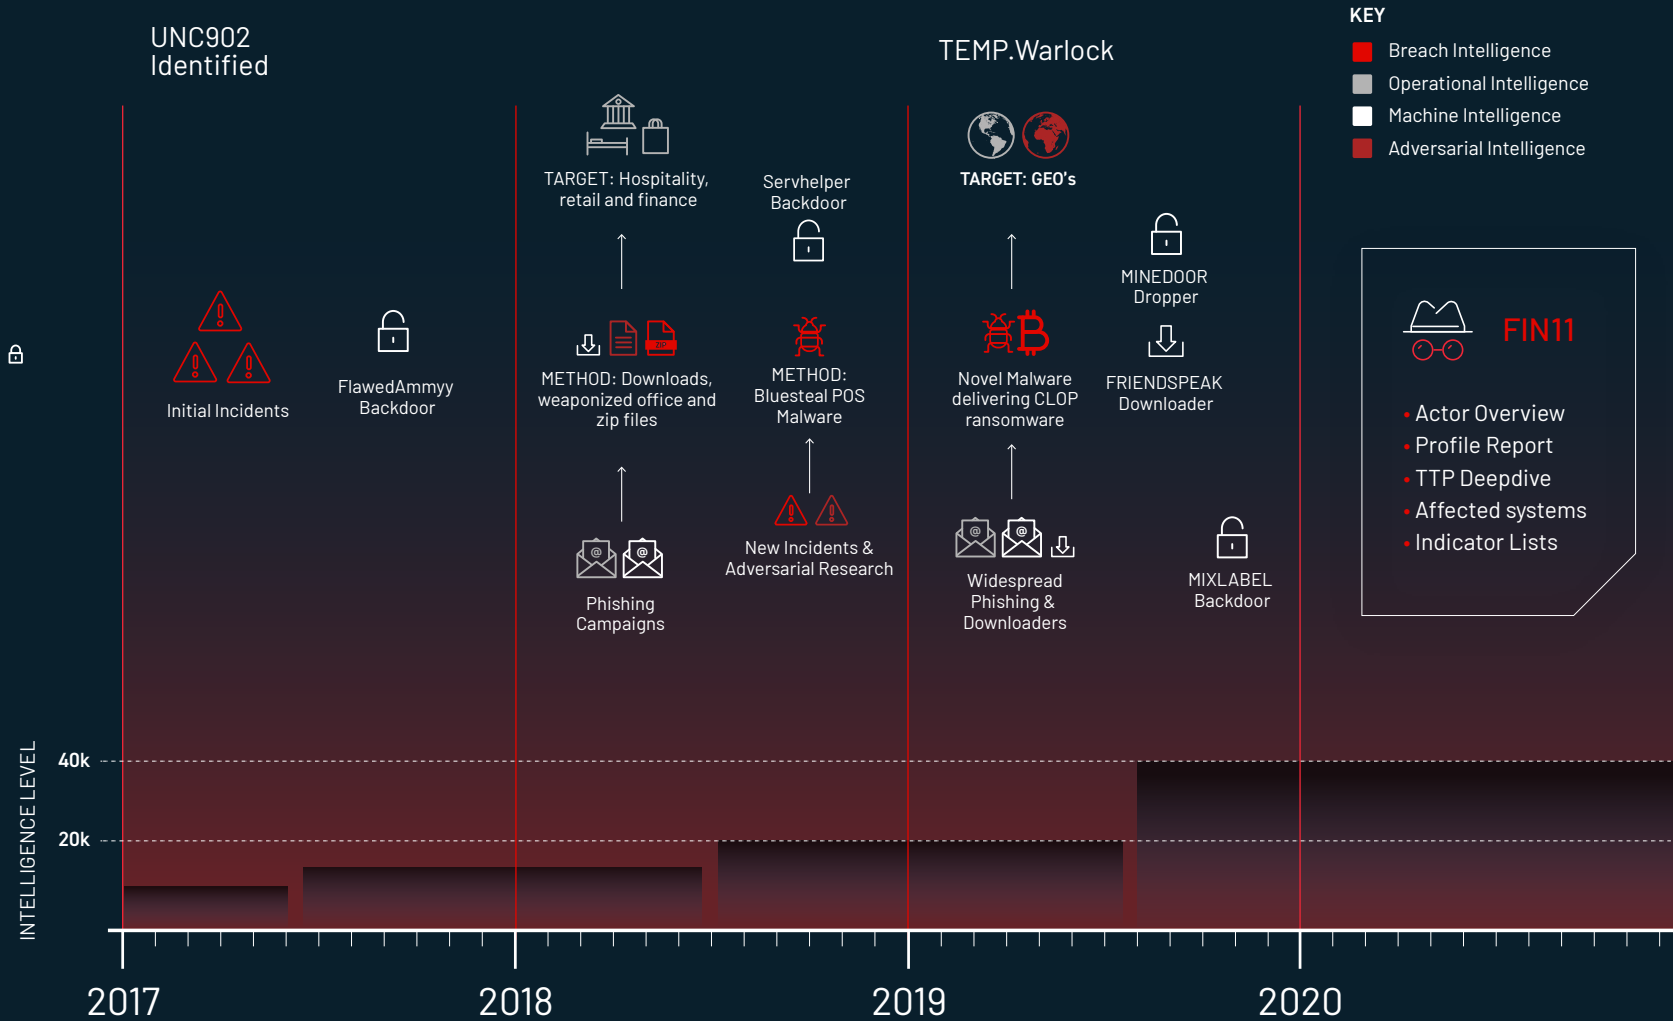 UNC902
Identified
TEMP.Warlock
KEY
Breach Intelligence
Operational Intelligence
Machine Intelligence
Adversarial Intelligence
Initial Incidents
FlawedAmmyy
Backdoor
TARGET: Hospitality,
retail and finance
ZIP
METHOD: Downloads,
weaponized office and
zip files
@ @
Phishing
Campaigns
Servhelper
Backdoor
METHOD:
Bluesteal POS
Malware
New Incidents &
Adversarial Research
TARGET: GEO's
Novel Malware
delivering CLOP
ransomware
@ @
Widespread
Phishing &
Downloaders
MINEDOOR
Dropper
FRIENDSPEAK
Downloader
MIXLABEL
Backdoor
FIN11
• Actor Overview
• Profile Report
• TTP Deepdive
• Affected systems
• Indicator Lists
INTELLIGENCE LEVEL
40k
20k
2017 2018 2019 2020